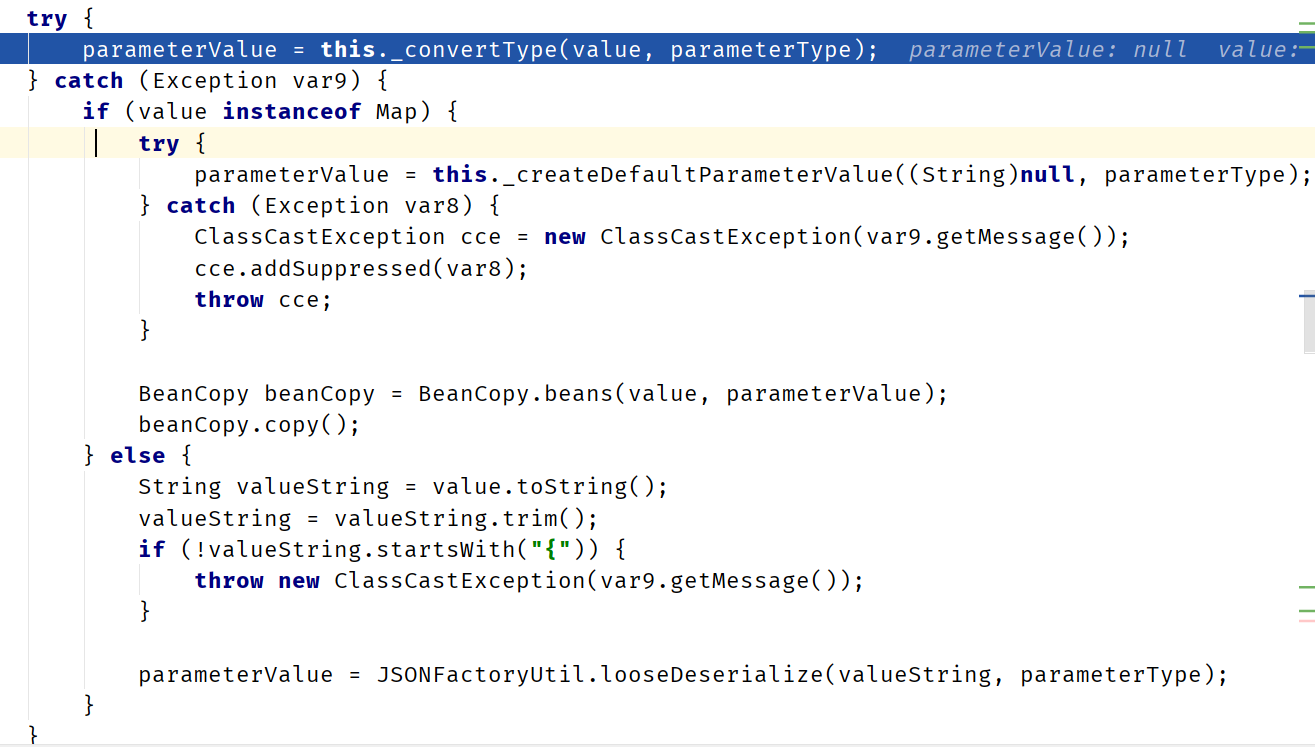 try {
    parameterValue = this._convertType(value, parameterType);  parameterValue: null  value:
} catch (Exception var9) {
    if (value instanceof Map) {
        try {
            parameterValue = this._createDefaultParameterValue((String)null, parameterType);
        } catch (Exception var8) {
            ClassCastException cce = new ClassCastException(var9.getMessage());
            cce.addSuppressed(var8);
            throw cce;
        }

        BeanCopy beanCopy = BeanCopy.beans(value, parameterValue);
        beanCopy.copy();
    } else {
        String valueString = value.toString();
        valueString = valueString.trim();
        if (!valueString.startsWith("{")) {
            throw new ClassCastException(var9.getMessage());
        }

        parameterValue = JSONFactoryUtil.looseDeserialize(valueString, parameterType);
    }
}